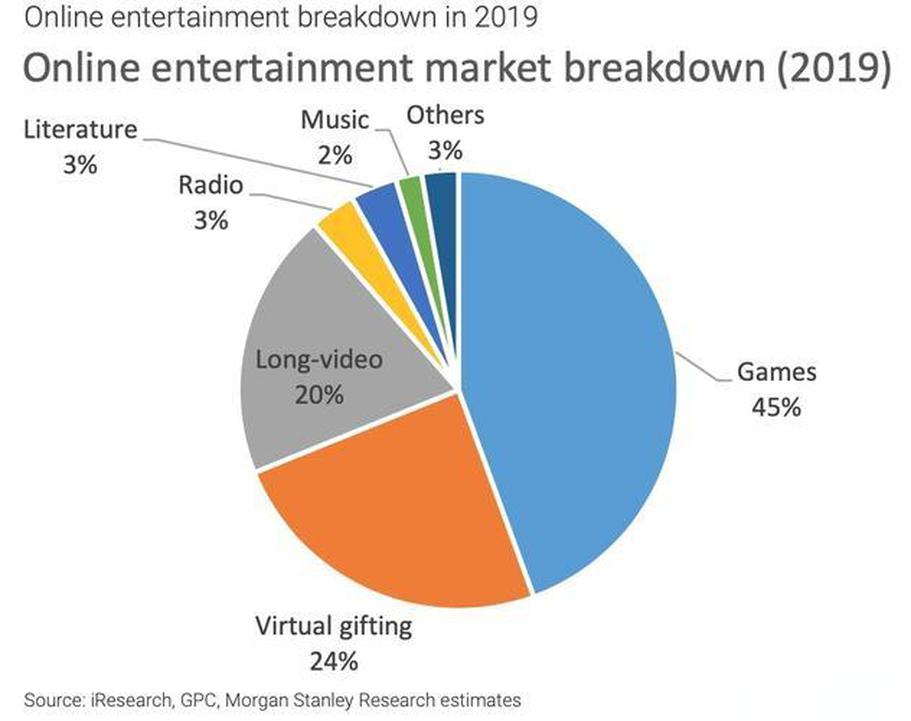 Online entertainment breakdown in 2019
Online entertainment market breakdown (2019)
Literature
3%
Music
2%
Others
3%
Radio
3%
Long-video
20%
Games
45%
Virtual gifting
24%
Source: iResearch, GPC, Morgan Stanley Research estimates